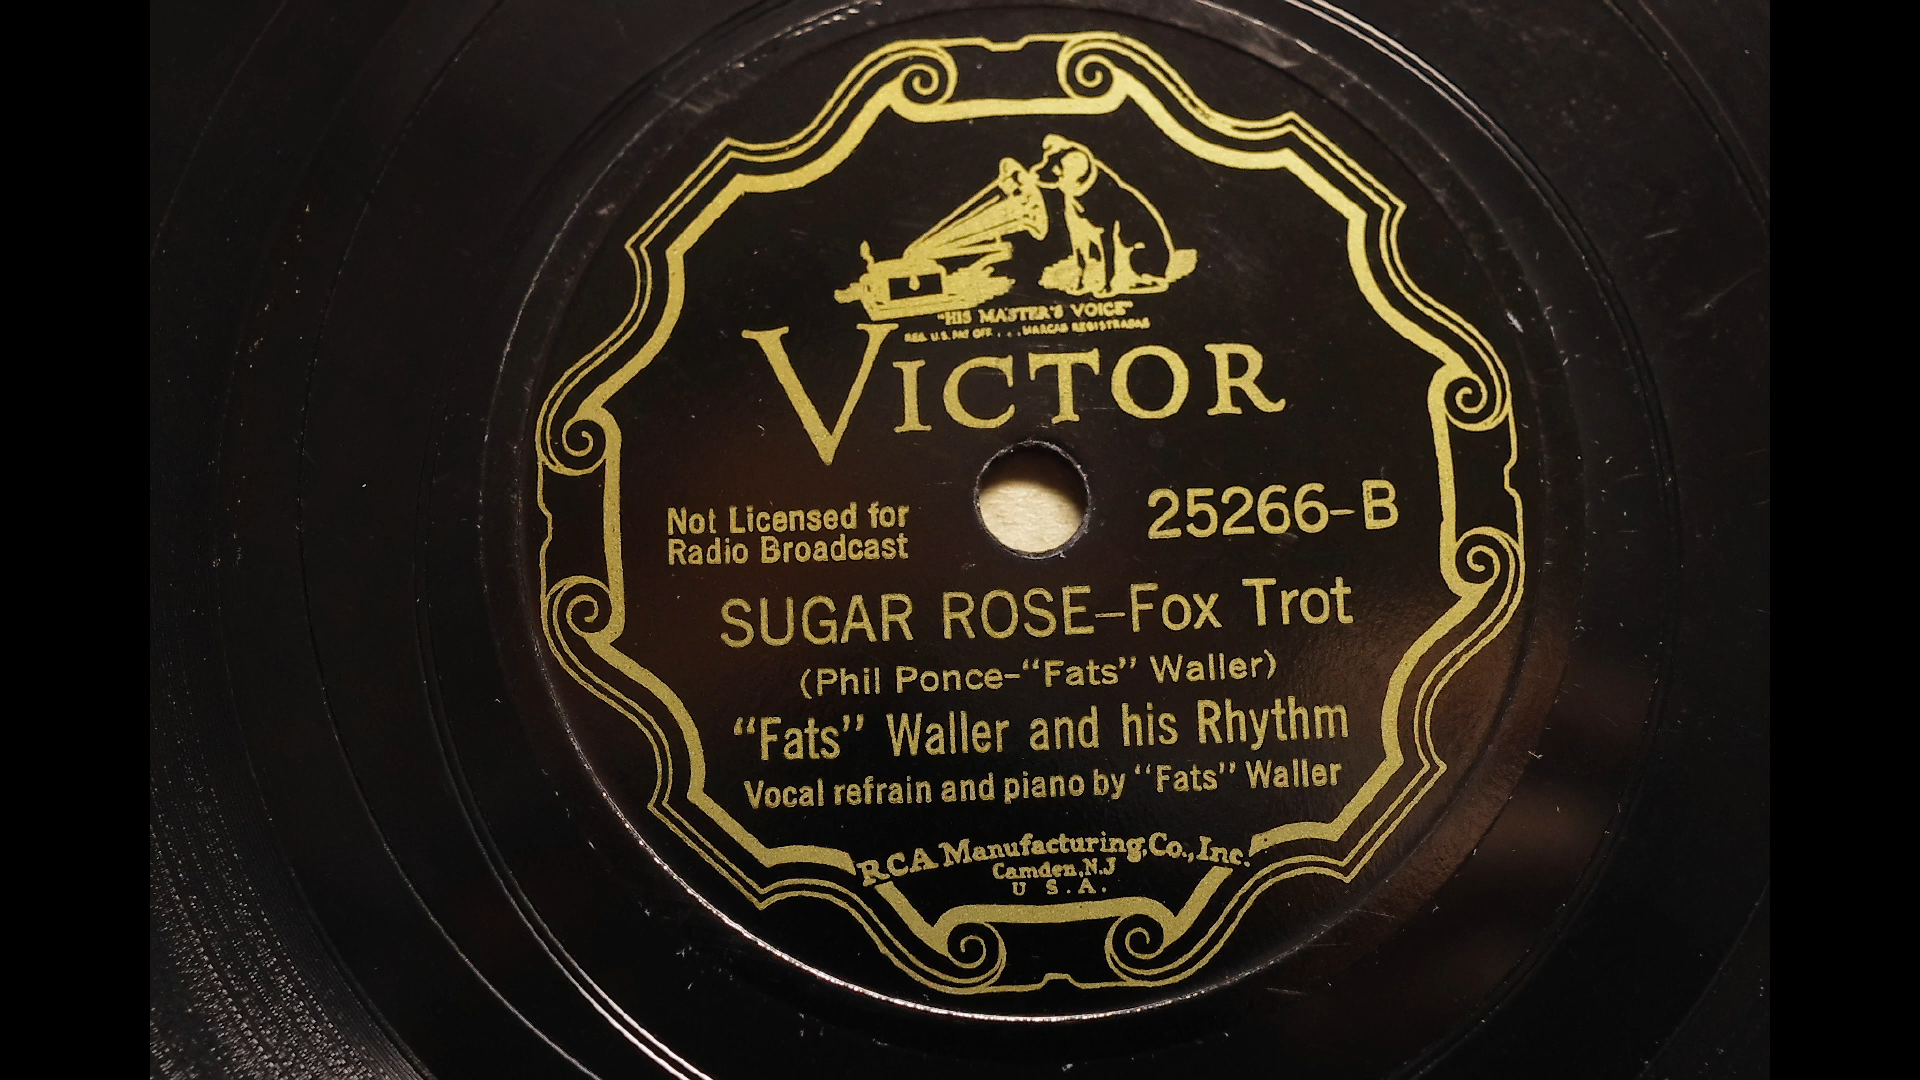 "HIS MASTER'S VOICE"
REG. U.S. PAT. OFF. . . MARCAS REGISTRADAS
VICTOR
Not Licensed for
Radio Broadcast
25266-B
SUGAR ROSE-Fox Trot
(Phil Ponce-"Fats" Waller)
"Fats" Waller and his Rhythm
Vocal refrain and piano by "Fats" Waller
RCA Manufacturing Co., Inc.
Camden, N.J
U. S. A.